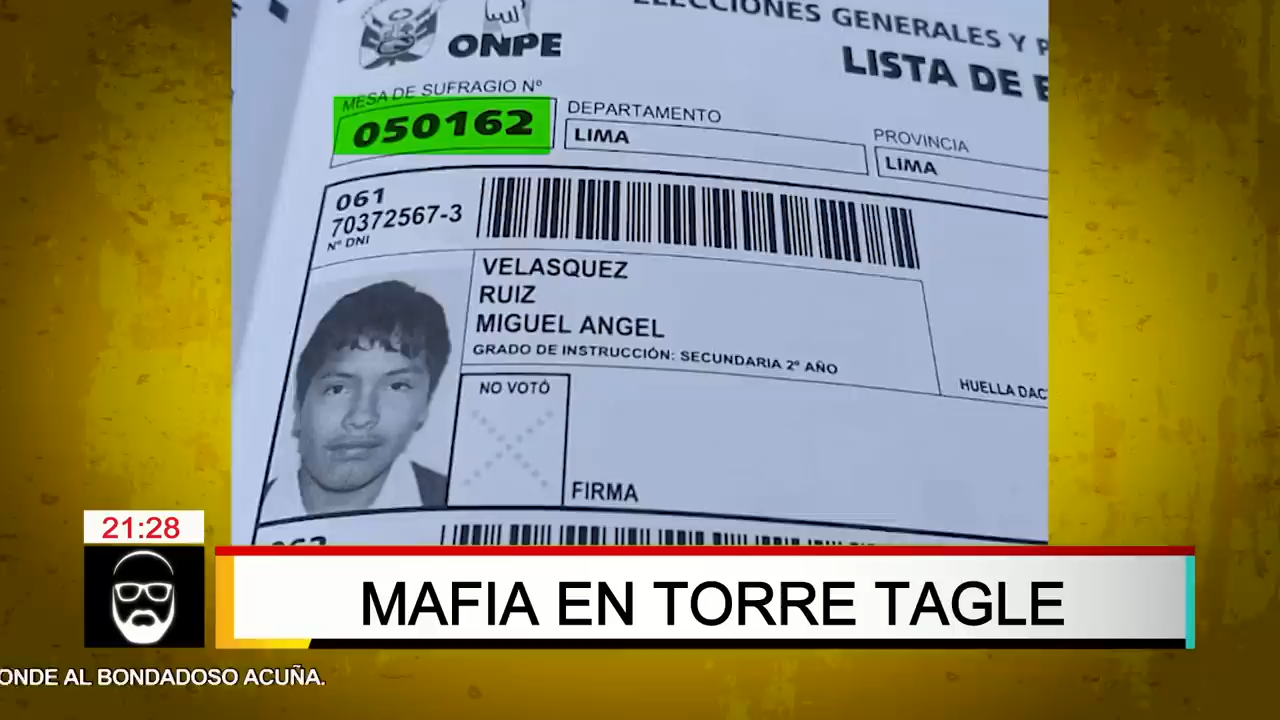 ELECCIONES GENERALES Y P
ONPE
LISTA DE E
MESA DE SUFRAGIO Nº
050162
DEPARTAMENTO
LIMA
PROVINCIA
LIMA
061
70372567-3
Nº DNI
VELASQUEZ
RUIZ
MIGUEL ANGEL
GRADO DE INSTRUCCIÓN: SECUNDARIA 2º AÑO
NO VOTÓ
HUELLA DAC
FIRMA
062
21:28
MAFIA EN TORRE TAGLE
ONDE AL BONDADOSO ACUÑA.